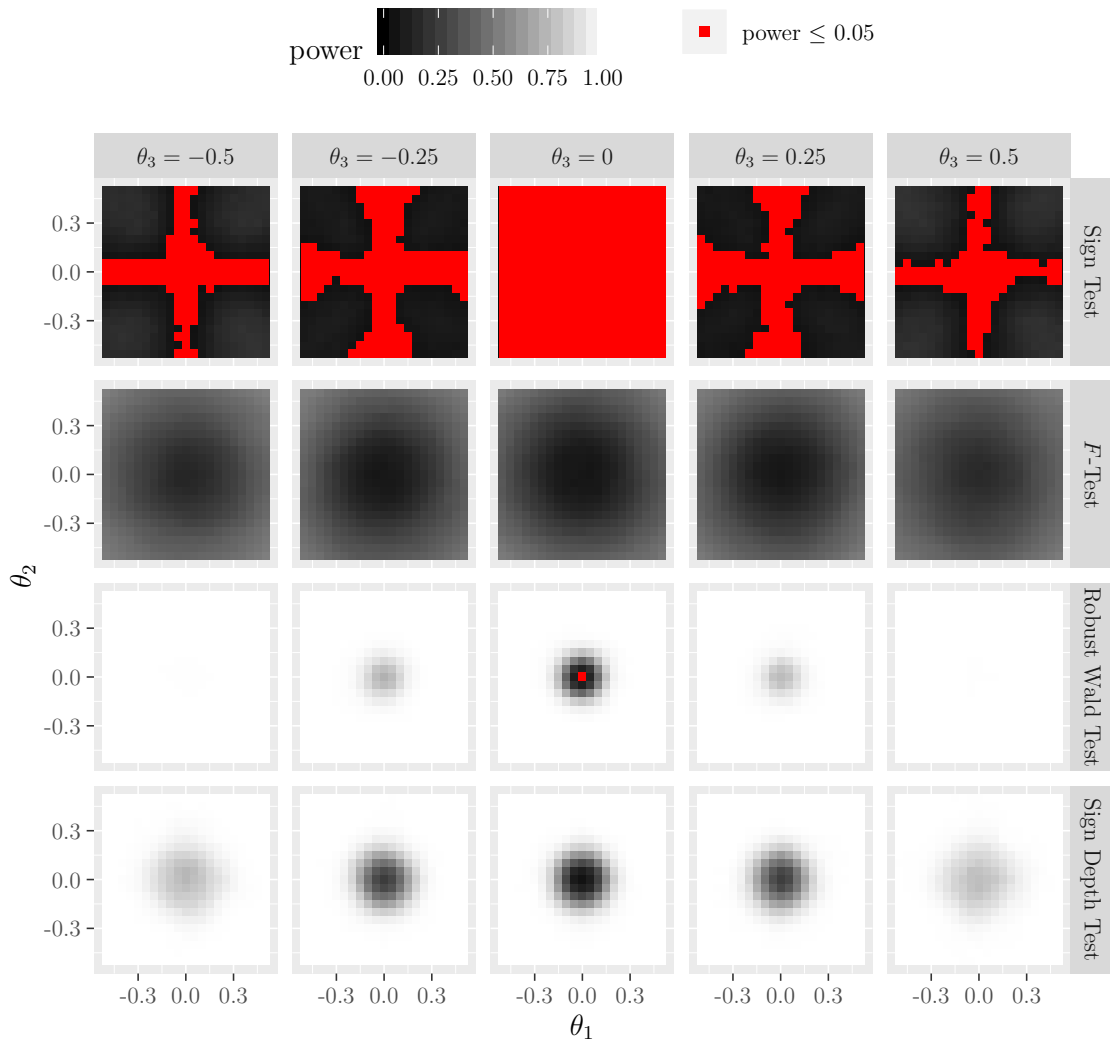 power
0.00 0.25 0.50 0.75 1.00
power ≤ 0.05
θ₃ = −0.5
θ₃ = −0.25
θ₃ = 0
θ₃ = 0.25
θ₃ = 0.5
0.3
0.0
-0.3
Sign Test
0.3
0.0
-0.3
F-Test
θ₂
0.3
0.0
-0.3
Robust Wald Test
0.3
0.0
-0.3
Sign Depth Test
-0.3 0.0 0.3 -0.3 0.0 0.3 -0.3 0.0 0.3 -0.3 0.0 0.3 -0.3 0.0 0.3
θ₁